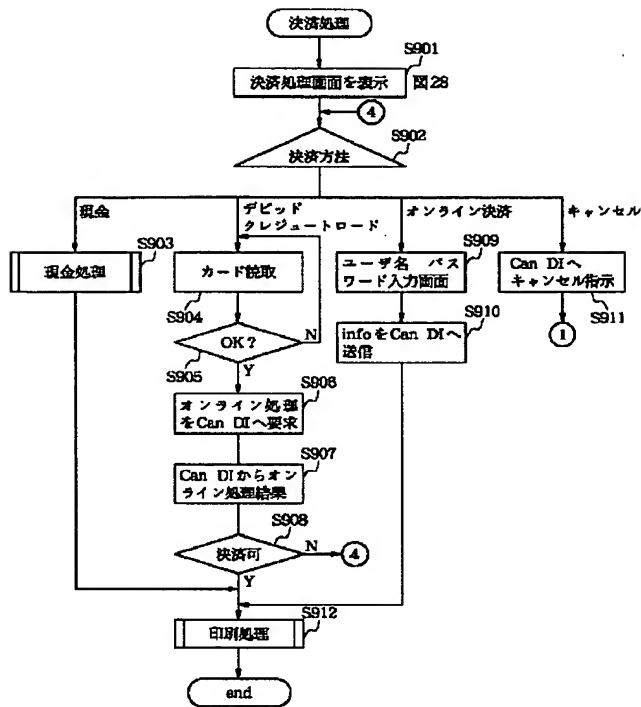 決済処理
S901
決済処理画面を表示 図28
4
S902
決済方法
現金
デビッド
クレジュートロード
オンライン決済
キャンセル
S903
現金処理
カード読取
S904
S909
ユーザ名 パス
ワード入力画面
Can DIへ
キャンセル指示
S911
1
OK?
N
S905
Y
S910
infoをCan DIへ
送信
S906
オンライン処理
をCan DIへ要求
S907
Can DIからオン
ライン処理結果
S908
決済可
N
4
Y
S912
印刷処理
end